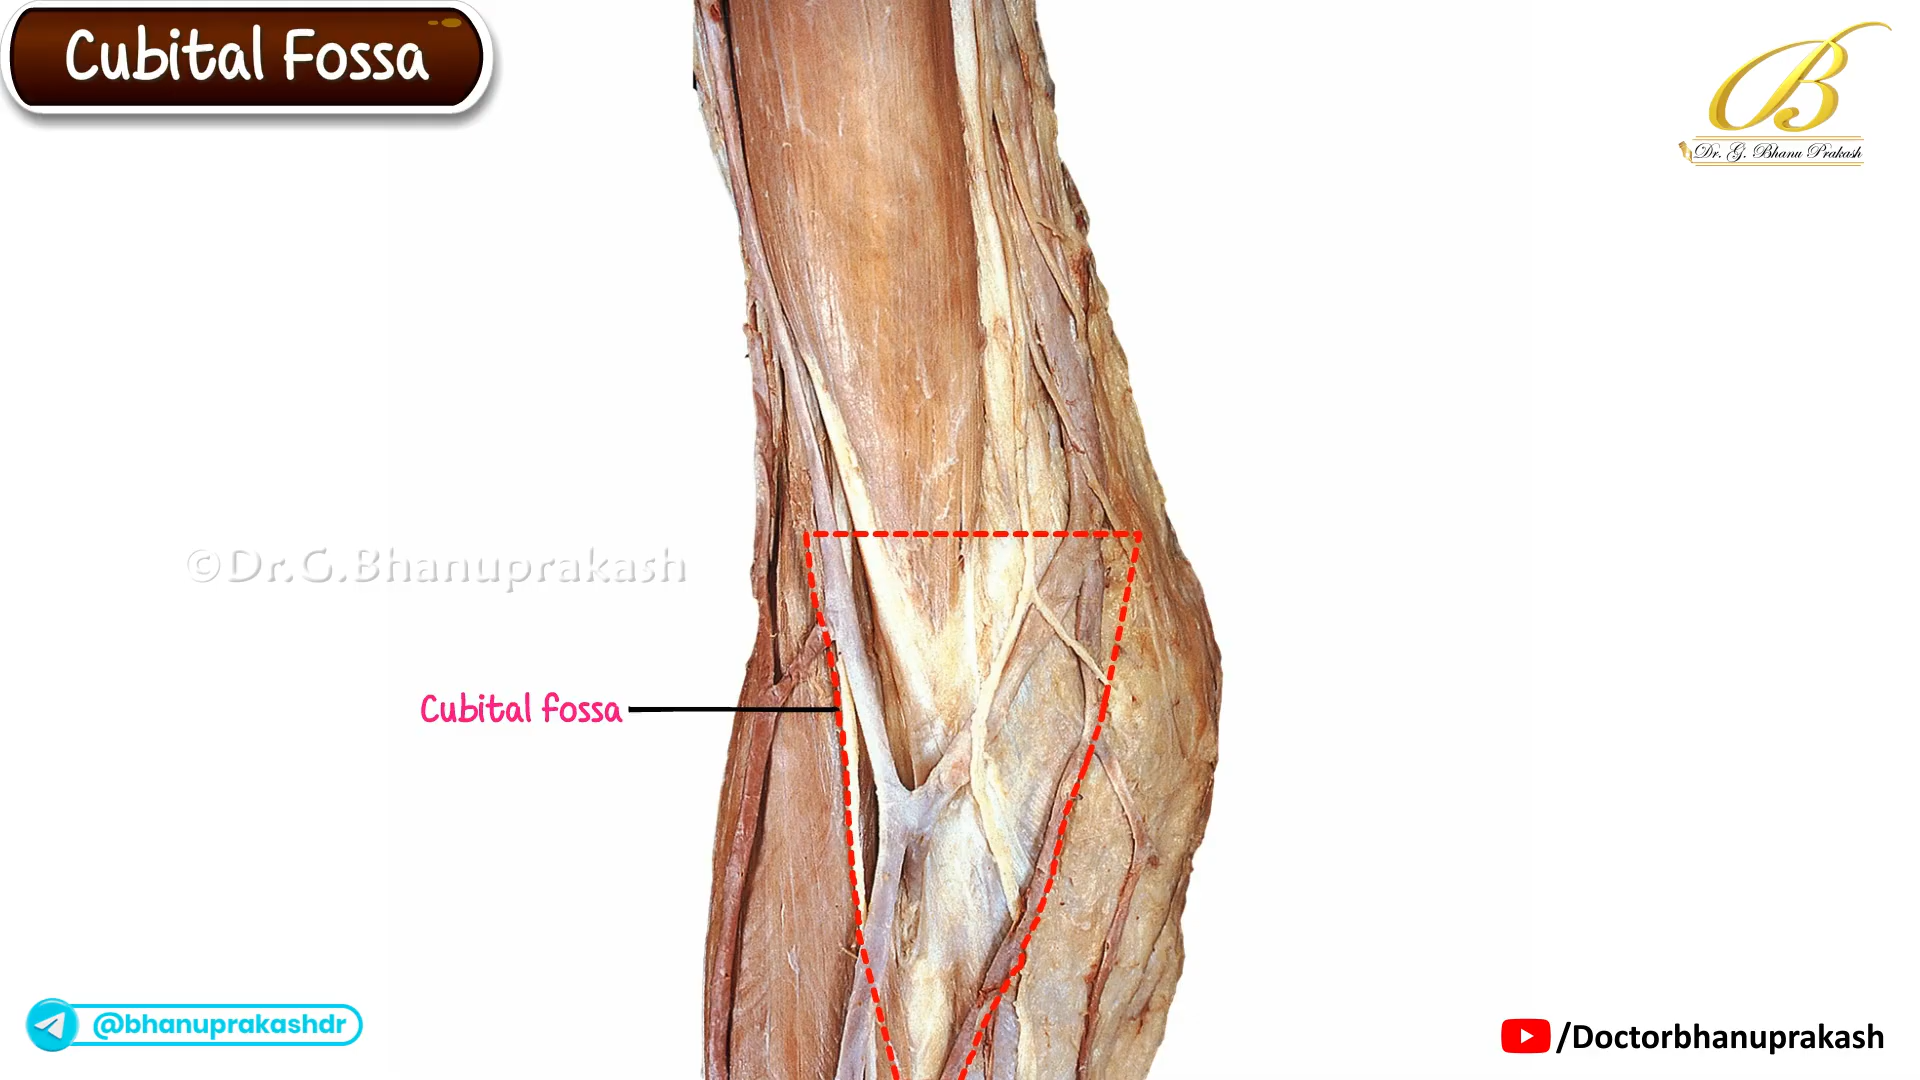 Cubital Fossa
Dr. G. Bhanu Prakash
©Dr.G.Bhanuprakash
Cubital fossa
@bhanuprakashdr
/Doctorbhanuprakash